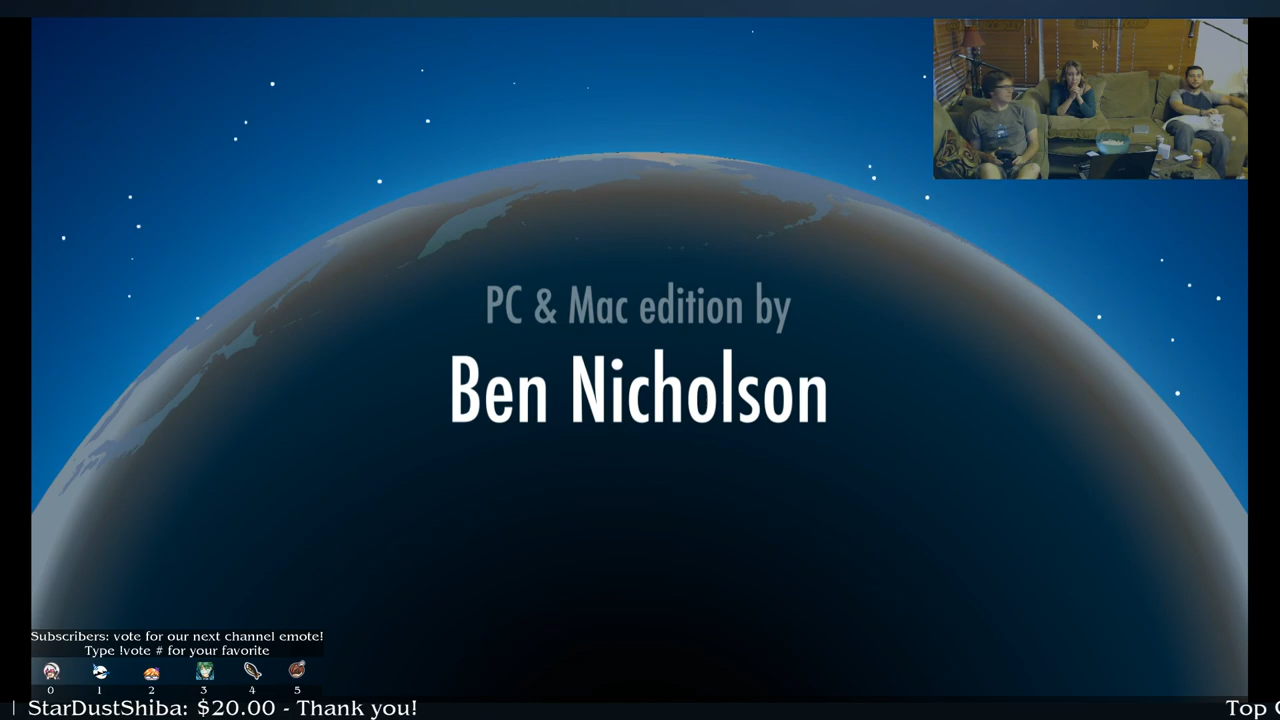 PC & Mac edition by
Ben Nicholson
Subscribers: vote for our next channel emote!
Type !vote # for your favorite
0 1 2 3 4 5
| StarDustShiba: $20.00 - Thank you!
Top